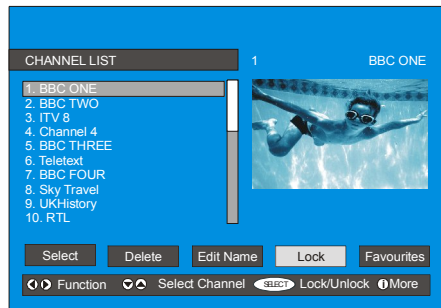 CHANNEL LIST
1 BBC ONE
1. BBC ONE
2. BBC TWO
3. ITV 8
4. Channel 4
5. BBC THREE
6. Teletext
7. BBC FOUR
8. Sky Travel
9. UKHistory
10. RTL
Select Delete Edit Name Lock Favourites
Function Select Channel SELECT Lock/Unlock i More